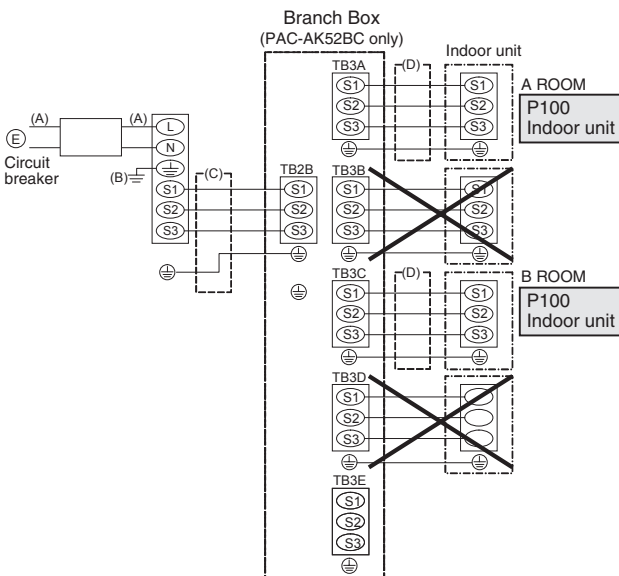 Branch Box
(PAC-AK52BC only)
Indoor unit
TB3A
(D)
S1
S2
S3
S1
S2
S3
A ROOM
P100
Indoor unit
(A)
(A)
E
Circuit
breaker
L
N
(B)
S1
S2
S3
(C)
TB2B
S1
S2
S3
TB3B
S1
S2
S3
S1
S2
S3
TB3C
(D)
S1
S2
S3
S1
S2
S3
B ROOM
P100
Indoor unit
TB3D
S1
S2
S3
TB3E
S1
S2
S3